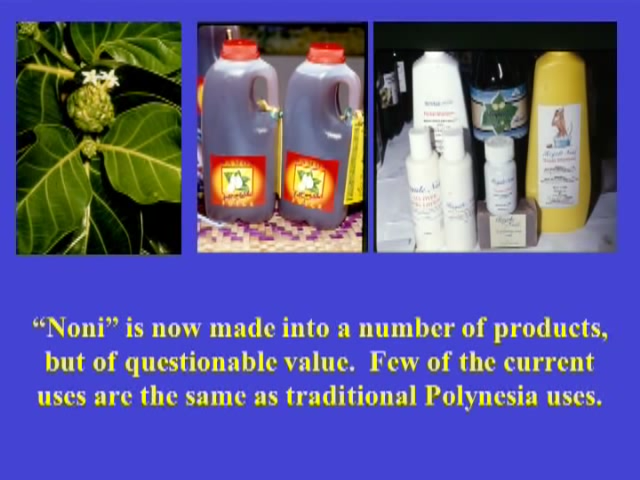 “Noni” is now made into a number of products,
but of questionable value.  Few of the current
uses are the same as traditional Polynesia uses.